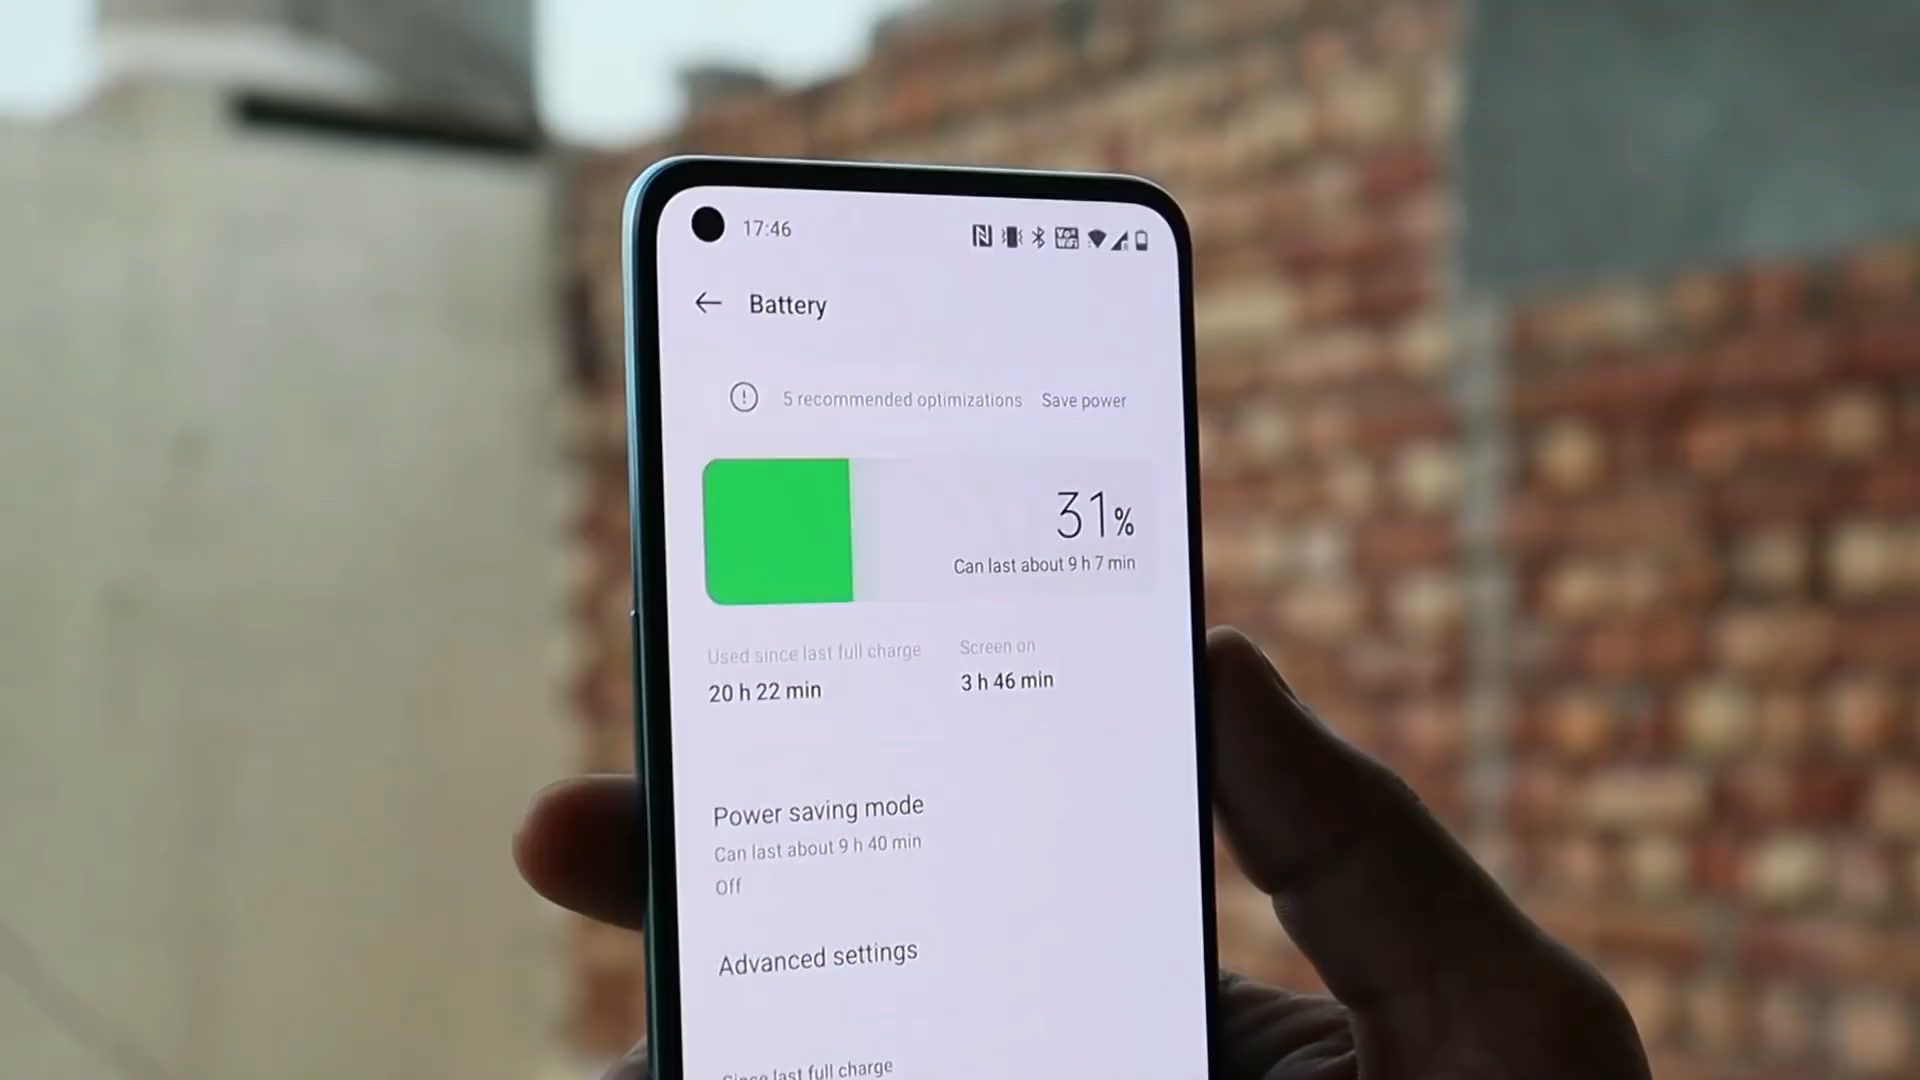 17:46
Battery
5 recommended optimizations Save power
31%
Can last about 9 h 7 min
Used since last full charge Screen on
20 h 22 min 3 h 46 min
Power saving mode
Can last about 9 h 40 min
Off
Advanced settings
Since last full charge